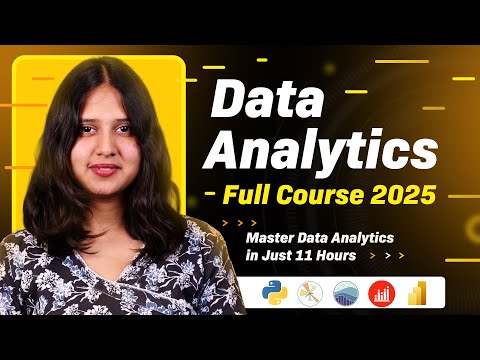 Data
Analytics
- Full Course 2025
>>>> Master Data Analytics
in Just 11 Hours >>>>